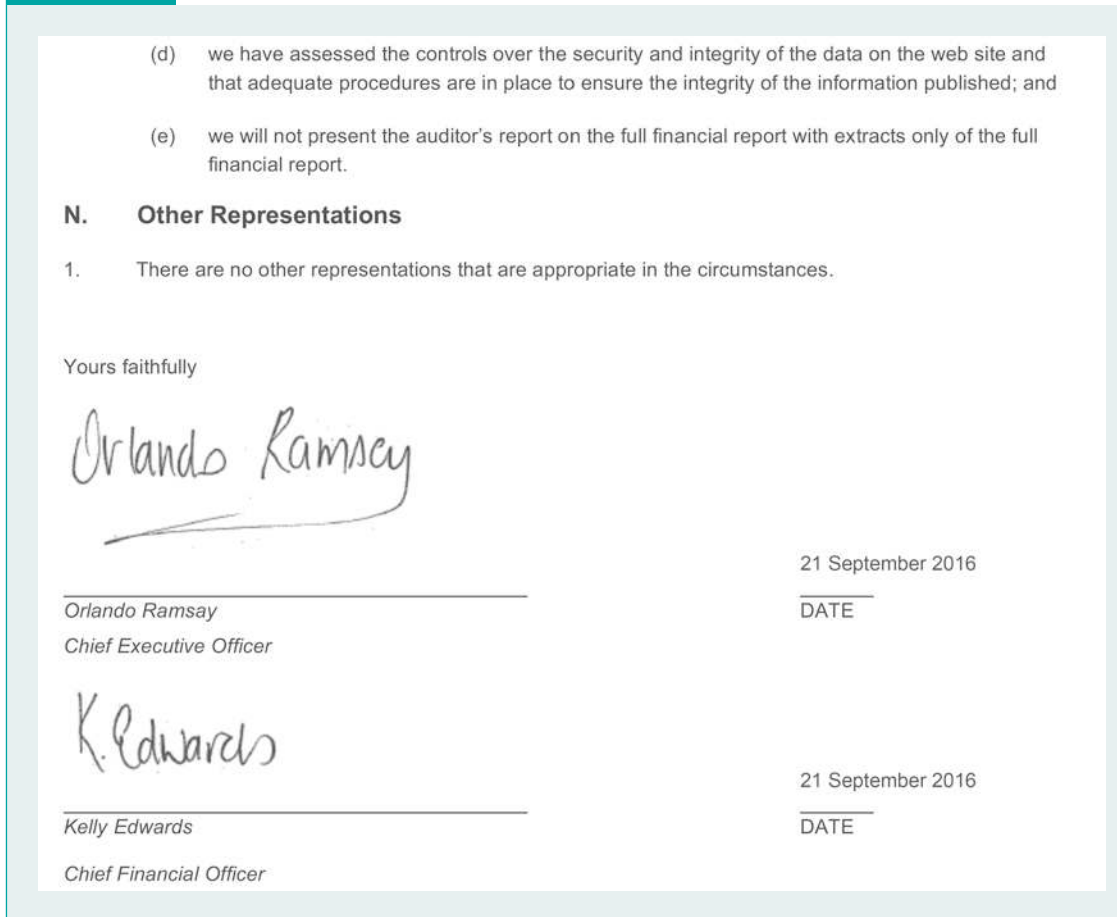 (d) we have assessed the controls over the security and integrity of the data on the web site and
that adequate procedures are in place to ensure the integrity of the information published; and
(e) we will not present the auditor's report on the full financial report with extracts only of the full
financial report.
N. Other Representations
1. There are no other representations that are appropriate in the circumstances.
Yours faithfully
Orlando Ramsey
21 September 2016
Orlando Ramsay DATE
Chief Executive Officer
K. Edwards
21 September 2016
Kelly Edwards DATE
Chief Financial Officer